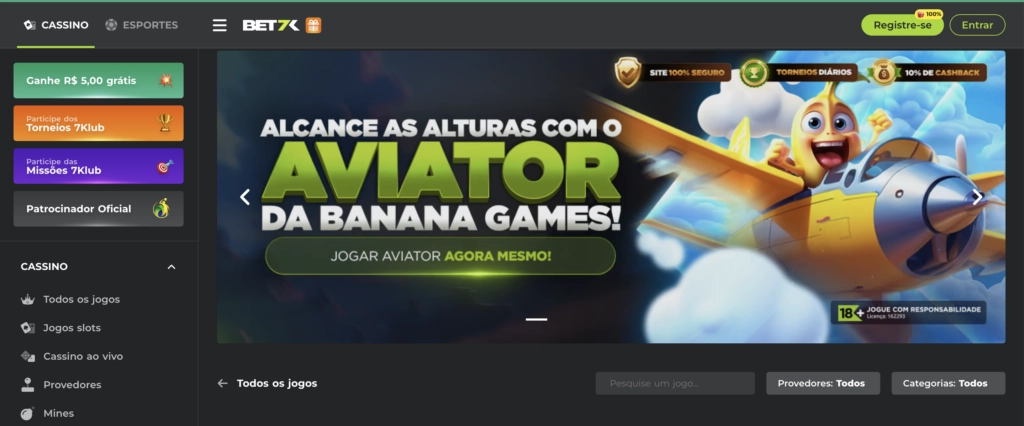 CASSINO
ESPORTES
BET7K
100%
Registre-se
Entrar
Ganhe R$ 5,00 grátis
Participe dos
Torneios 7Klub
Participe das
Missões 7Klub
Patrocinador Oficial
CASSINO
Todos os jogos
Jogos slots
Cassino ao vivo
Provedores
Mines
SITE 100% SEGURO
TORNEIOS DIÁRIOS
10% DE CASHBACK
ALCANCE AS ALTURAS COM O
AVIATOR
DA BANANA GAMES!
JOGAR AVIATOR AGORA MESMO!
18+
JOGUE COM RESPONSABILIDADE
Licença: 162293
Todos os jogos
Pesquise um jogo...
Provedores: Todos
Categorias: Todos